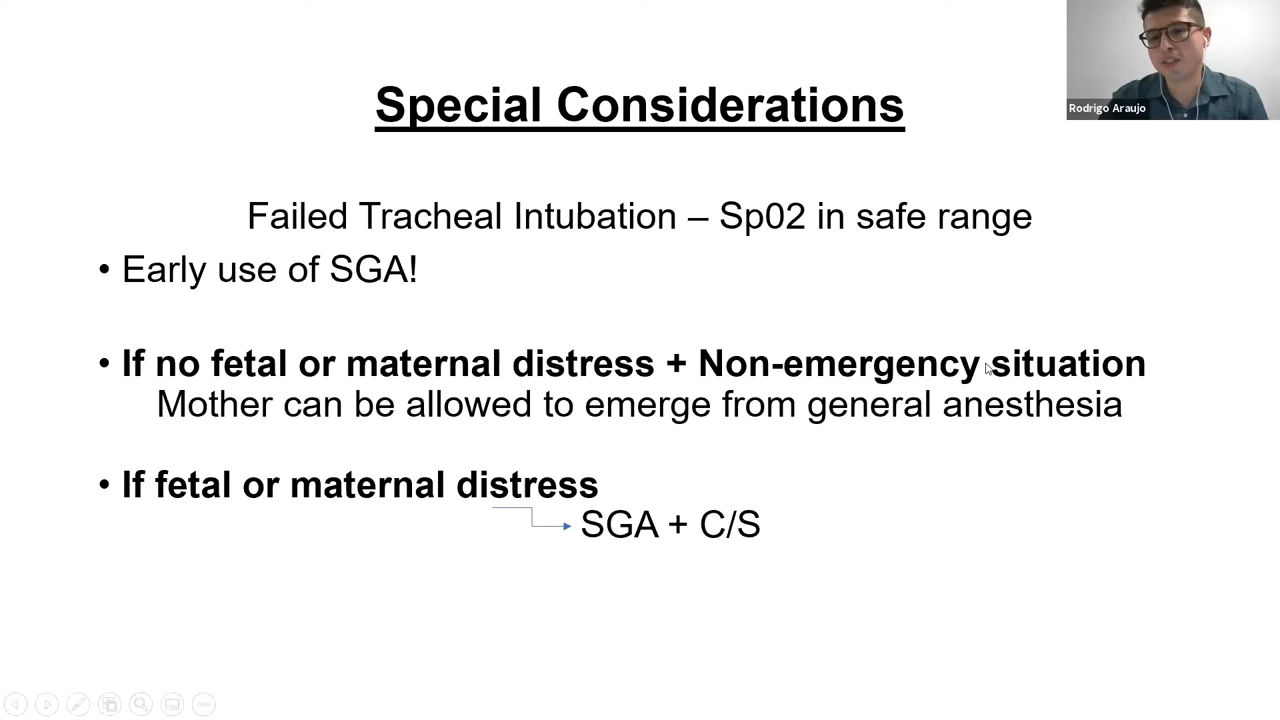 Rodrigo Araujo
Special Considerations
Failed Tracheal Intubation – Sp02 in safe range
• Early use of SGA!
• If no fetal or maternal distress + Non-emergency situation
Mother can be allowed to emerge from general anesthesia
• If fetal or maternal distress
SGA + C/S